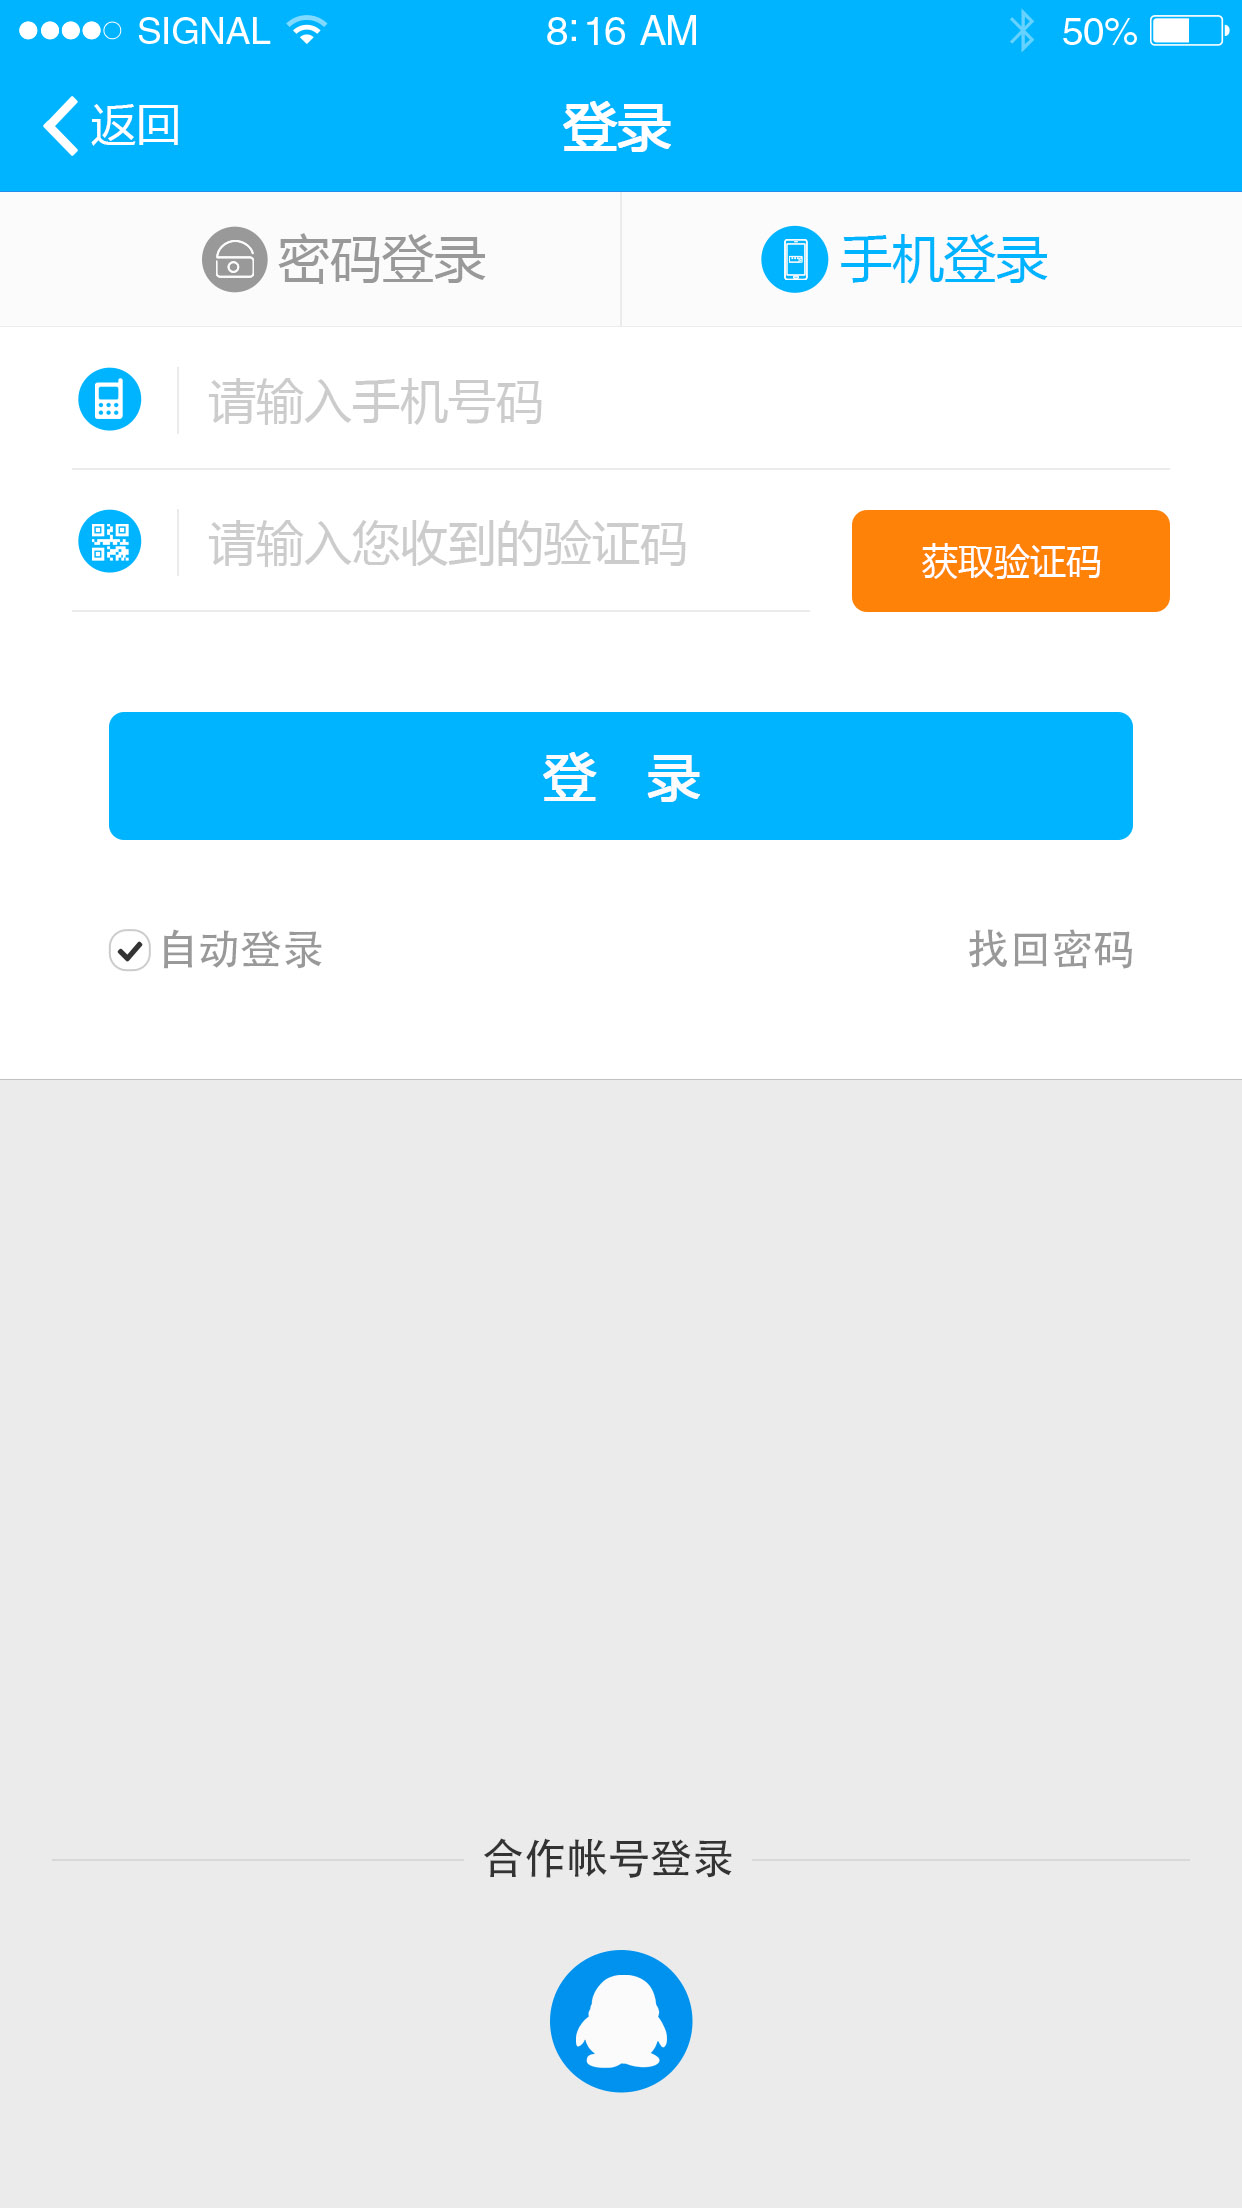 SIGNAL 8:16 AM 50%
返回 登录
密码登录 手机登录
请输入手机号码
请输入您收到的验证码 获取验证码
登 录
自动登录 找回密码
合作帐号登录